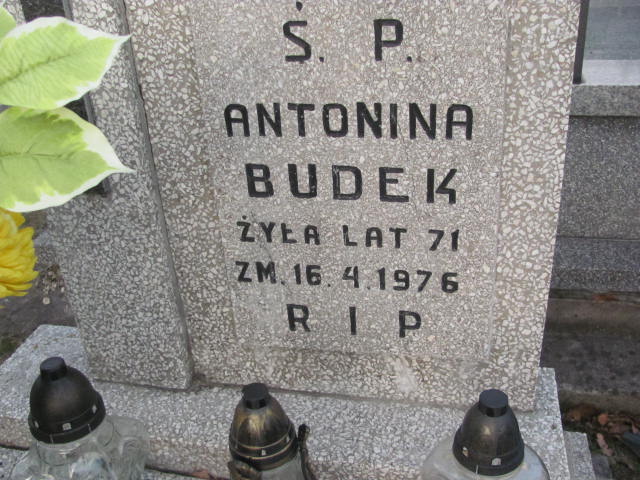 Ś. P.
ANTONINA
BUDEK
ŻYŁA LAT 71
ZM. 16. 4. 1976
R I P